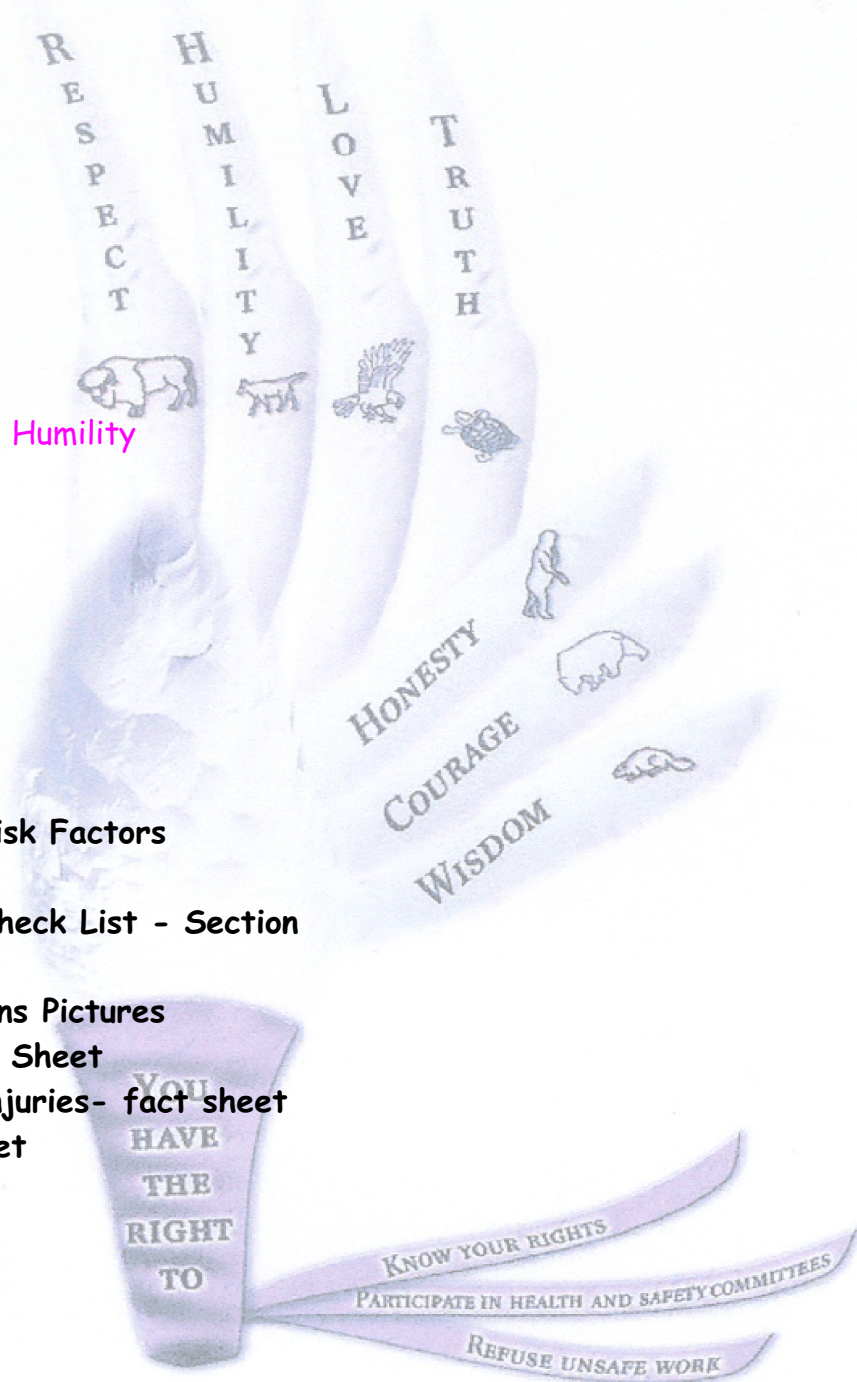 RESPECT
HUMILITY
LOVE
TRUTH
Humility
HONESTY
COURAGE
WISDOM
isk Factors
heck List - Section
ns Pictures
Sheet
njuries- fact sheet
et
YOU
HAVE
THE
RIGHT
TO
KNOW YOUR RIGHTS
PARTICIPATE IN HEALTH AND SAFETY COMMITTEES
REFUSE UNSAFE WORK